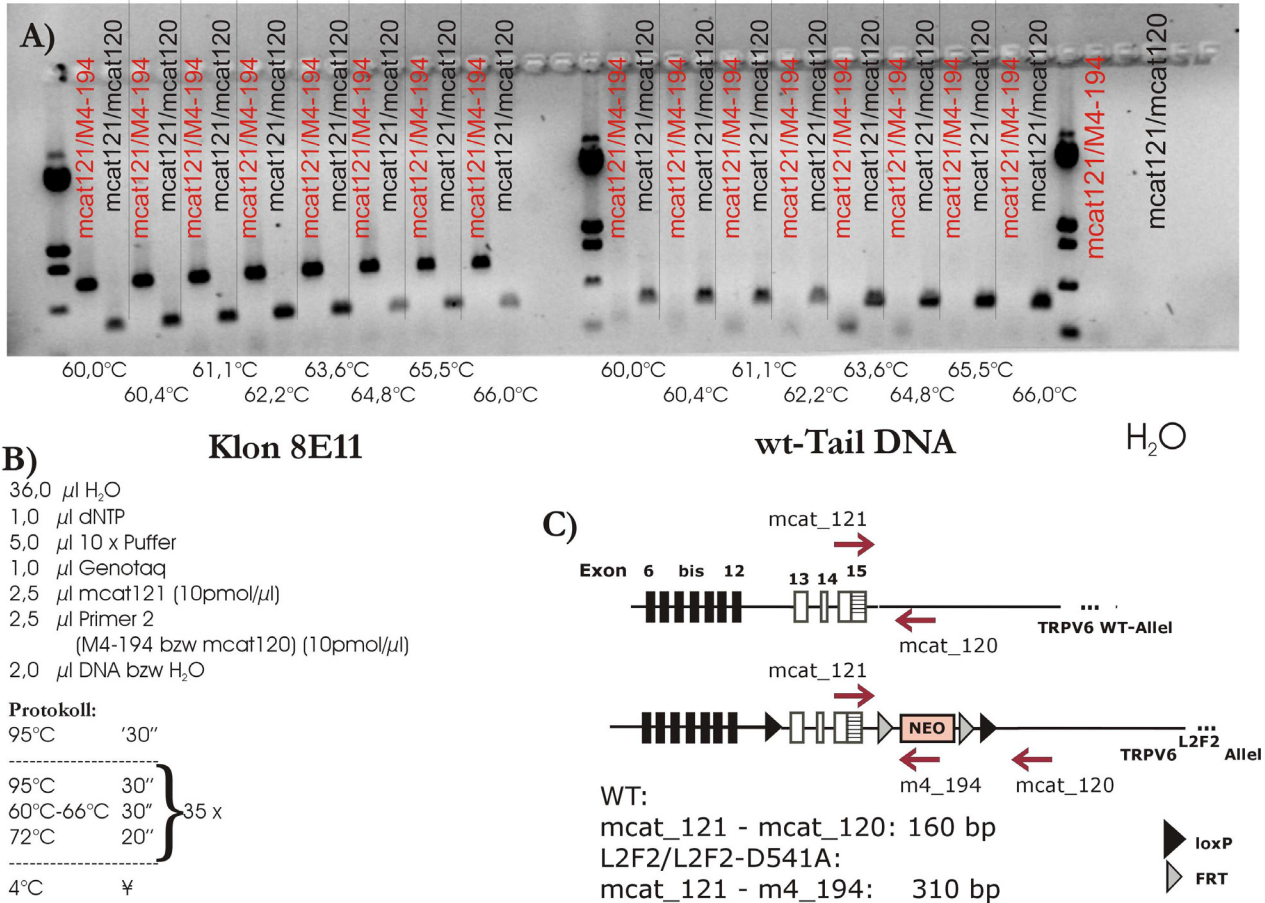 A)
mcat121/M4-194 mcat121/mcat120 mcat121/M4-194 mcat121/mcat120 mcat121/M4-194 mcat121/mcat120 mcat121/M4-194 mcat121/mcat120 mcat121/M4-194 mcat121/mcat120 mcat121/M4-194 mcat121/mcat120 mcat121/M4-194 mcat121/mcat120 mcat121/M4-194 mcat121/mcat120
mcat121/M4-194 mcat121/mcat120 mcat121/M4-194 mcat121/mcat120 mcat121/M4-194 mcat121/mcat120 mcat121/M4-194 mcat121/mcat120 mcat121/M4-194 mcat121/mcat120 mcat121/M4-194 mcat121/mcat120 mcat121/M4-194 mcat121/mcat120 mcat121/M4-194 mcat121/mcat120
mcat121/M4-194 mcat121/mcat120
60,0°C 61,1°C 63,6°C 65,5°C 60,0°C 61,1°C 63,6°C 65,5°C
60,4°C 62,2°C 64,8°C 66,0°C 60,4°C 62,2°C 64,8°C 66,0°C
Klon 8E11 wt-Tail DNA H₂O
B)
36,0 µl H₂O
1,0 µl dNTP
5,0 µl 10 x Puffer
1,0 µl Genotaq
2,5 µl mcat121 (10pmol/µl)
2,5 µl Primer 2
(M4-194 bzw mcat120) (10pmol/µl)
2,0 µl DNA bzw H₂O
Protokoll:
95°C '30''
95°C 30''
60°C-66°C 30'' 35 x
72°C 20''
4°C ¥
C)
mcat_121
Exon 6 bis 12 13 14 15
...
TRPV6 WT-Allel
mcat_120
mcat_121
NEO
...
TRPV6 L2F2 Allel
m4_194 mcat_120
WT:
mcat_121 - mcat_120: 160 bp
L2F2/L2F2-D541A:
mcat_121 - m4_194: 310 bp
loxP
FRT